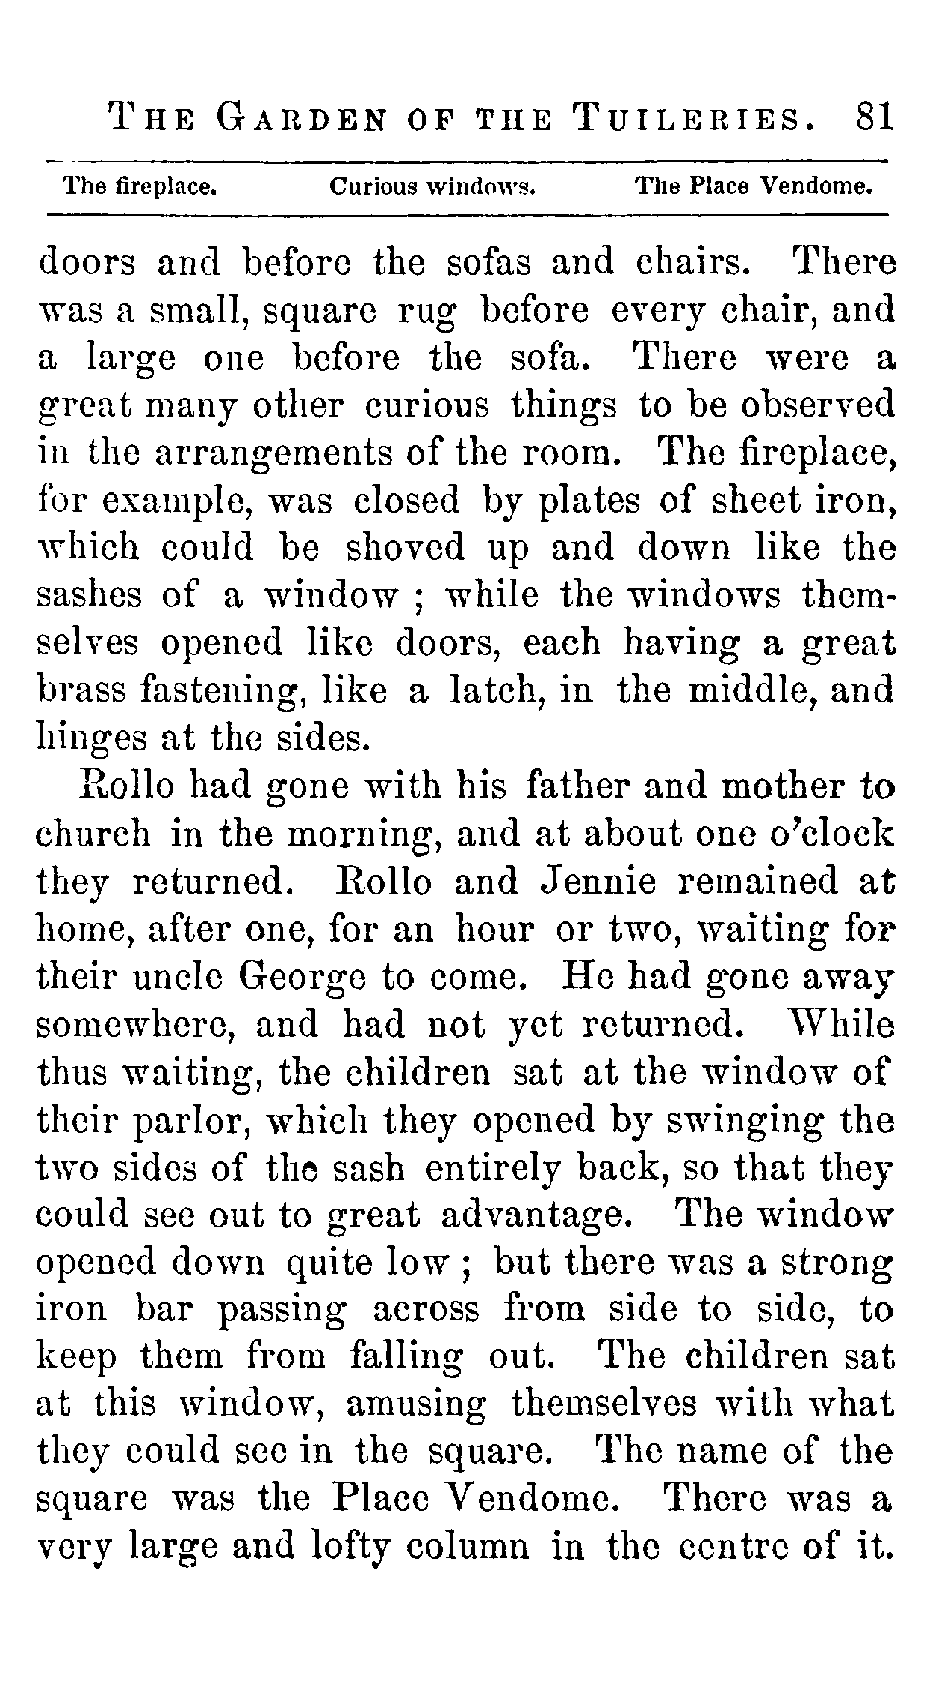 THE GARDEN OF THE TUILERIES. 81
The fireplace. Curious windows. The Place Vendome.
doors and before the sofas and chairs. There
was a small, square rug before every chair, and
a large one before the sofa. There were a
great many other curious things to be observed
in the arrangements of the room. The fireplace,
for example, was closed by plates of sheet iron,
which could be shoved up and down like the
sashes of a window ; while the windows them-
selves opened like doors, each having a great
brass fastening, like a latch, in the middle, and
hinges at the sides.
Rollo had gone with his father and mother to
church in the morning, and at about one o'clock
they returned. Rollo and Jennie remained at
home, after one, for an hour or two, waiting for
their uncle George to come. He had gone away
somewhere, and had not yet returned. While
thus waiting, the children sat at the window of
their parlor, which they opened by swinging the
two sides of the sash entirely back, so that they
could see out to great advantage. The window
opened down quite low ; but there was a strong
iron bar passing across from side to side, to
keep them from falling out. The children sat
at this window, amusing themselves with what
they could see in the square. The name of the
square was the Place Vendome. There was a
very large and lofty column in the centre of it.